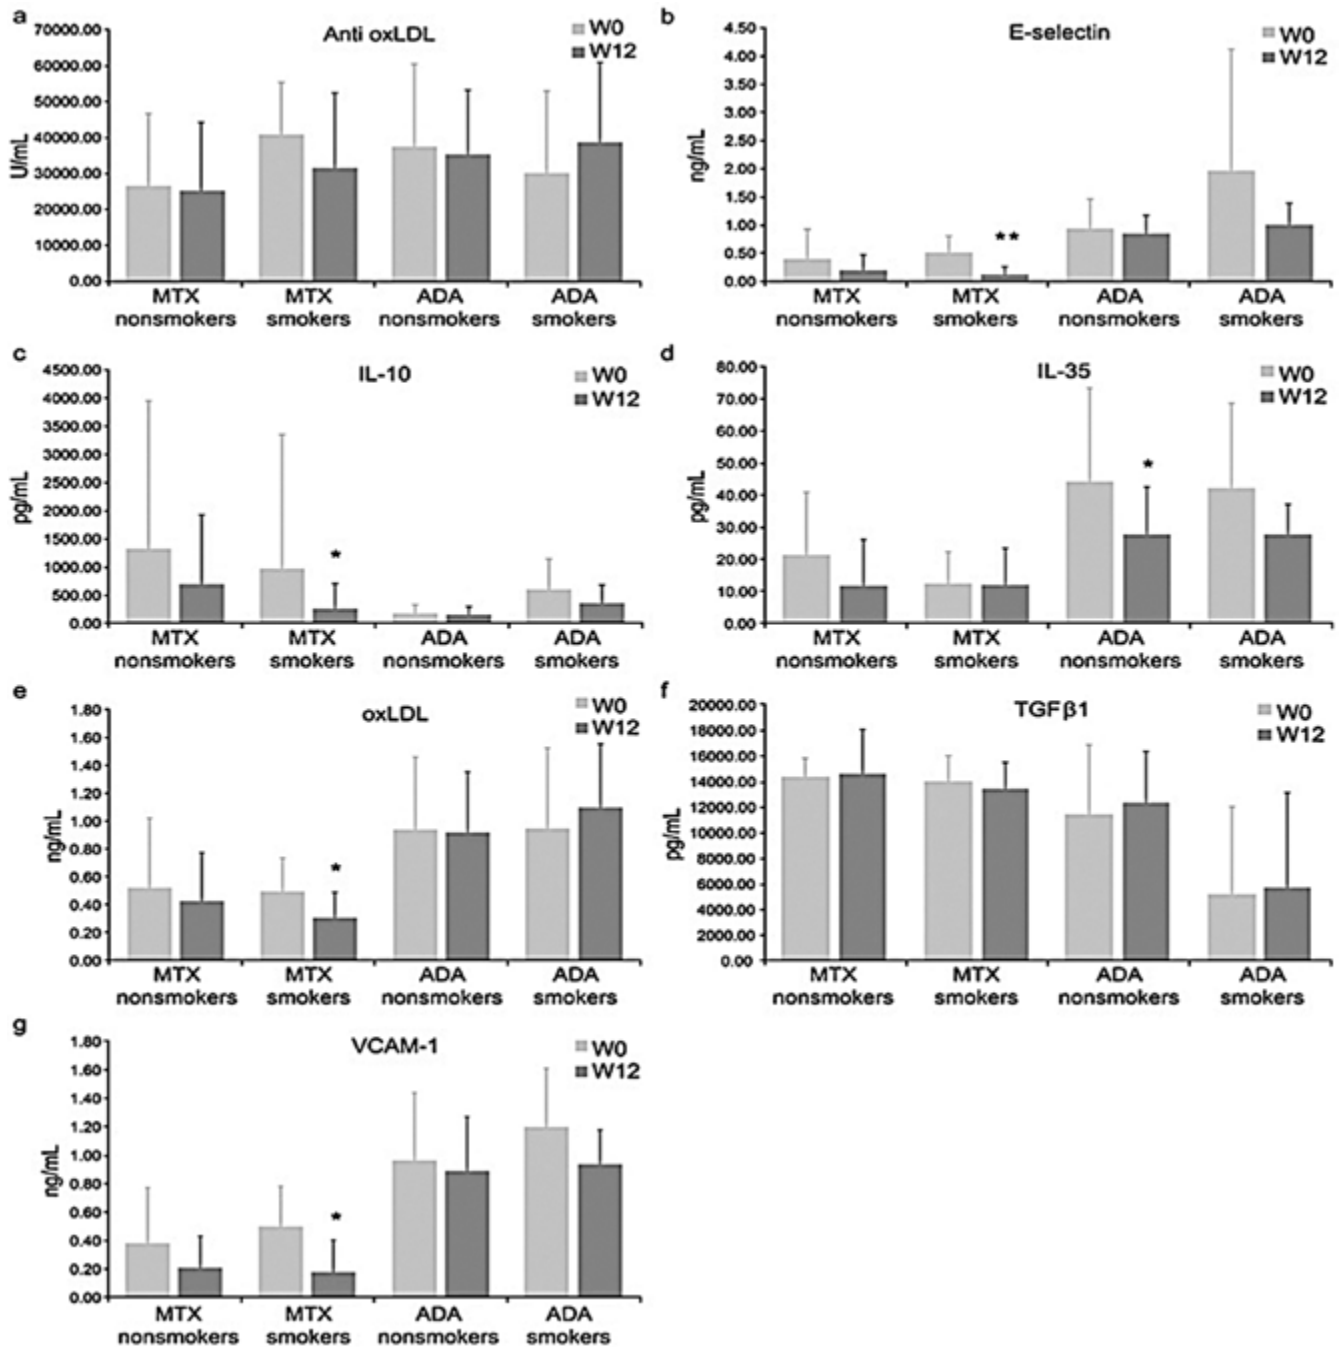 a
Anti oxLDL
W0
W12
U/mL
70000.00
60000.00
50000.00
40000.00
30000.00
20000.00
10000.00
0.00
MTX nonsmokers
MTX smokers
ADA nonsmokers
ADA smokers
b
E-selectin
W0
W12
ng/mL
4.50
4.00
3.50
3.00
2.50
2.00
1.50
1.00
0.50
0.00
**
MTX nonsmokers
MTX smokers
ADA nonsmokers
ADA smokers
c
IL-10
W0
W12
pg/mL
4500.00
4000.00
3500.00
3000.00
2500.00
2000.00
1500.00
1000.00
500.00
0.00
*
MTX nonsmokers
MTX smokers
ADA nonsmokers
ADA smokers
d
IL-35
W0
W12
pg/mL
80.00
70.00
60.00
50.00
40.00
30.00
20.00
10.00
0.00
*
MTX nonsmokers
MTX smokers
ADA nonsmokers
ADA smokers
e
oxLDL
W0
W12
ng/mL
1.80
1.60
1.40
1.20
1.00
0.80
0.60
0.40
0.20
0.00
*
MTX nonsmokers
MTX smokers
ADA nonsmokers
ADA smokers
f
TGFβ1
W0
W12
pg/mL
20000.00
18000.00
16000.00
14000.00
12000.00
10000.00
8000.00
6000.00
4000.00
2000.00
0.00
MTX nonsmokers
MTX smokers
ADA nonsmokers
ADA smokers
g
VCAM-1
W0
W12
ng/mL
1.80
1.60
1.40
1.20
1.00
0.80
0.60
0.40
0.20
0.00
*
MTX nonsmokers
MTX smokers
ADA nonsmokers
ADA smokers